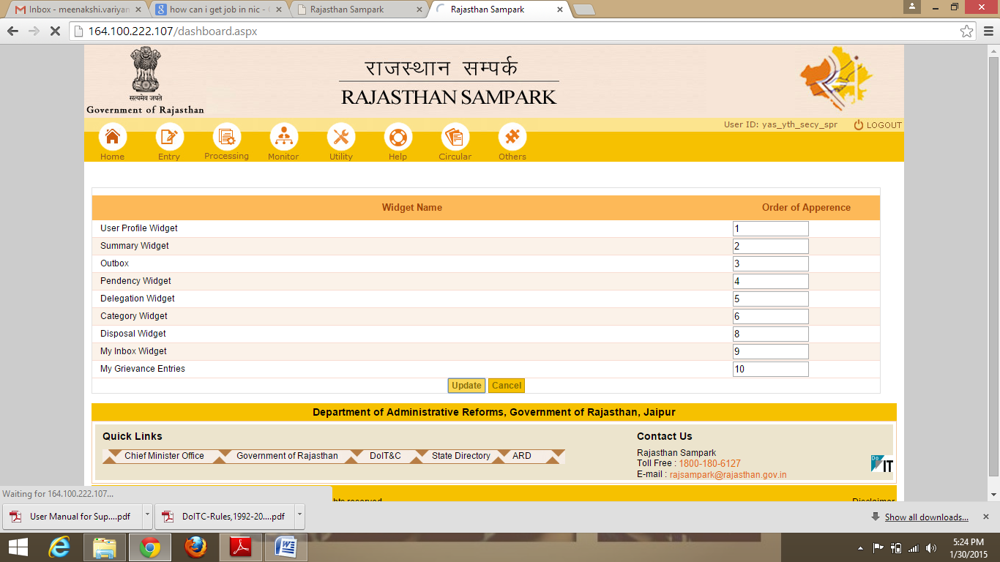 Inbox - meenakshi.variyan
how can i get job in nic -
Rajasthan Sampark
Rajasthan Sampark
164.100.222.107/dashboard.aspx
सत्यमेव जयते
Government of Rajasthan
राजस्थान सम्पर्क
RAJASTHAN SAMPARK
User ID: yas_yth_secy_spr
LOGOUT
Home
Entry
Processing
Monitor
Utility
Help
Circular
Others
Widget Name Order of Apperence
User Profile Widget 1
Summary Widget 2
Outbox 3
Pendency Widget 4
Delegation Widget 5
Category Widget 6
Disposal Widget 8
My Inbox Widget 9
My Grievance Entries 10
Update Cancel
Department of Administrative Reforms, Government of Rajasthan, Jaipur
Quick Links
Chief Minister Office Government of Rajasthan DoIT&C State Directory ARD
Contact Us
Rajasthan Sampark
Toll Free : 1800-180-6127
E-mail : rajsampark@rajasthan.gov.in
Do IT
Waiting for 164.100.222.107...
hts reserved
Disclaimer
User Manual for Sup....pdf
DoITC-Rules,1992-20....pdf
Show all downloads...
5:24 PM
1/30/2015